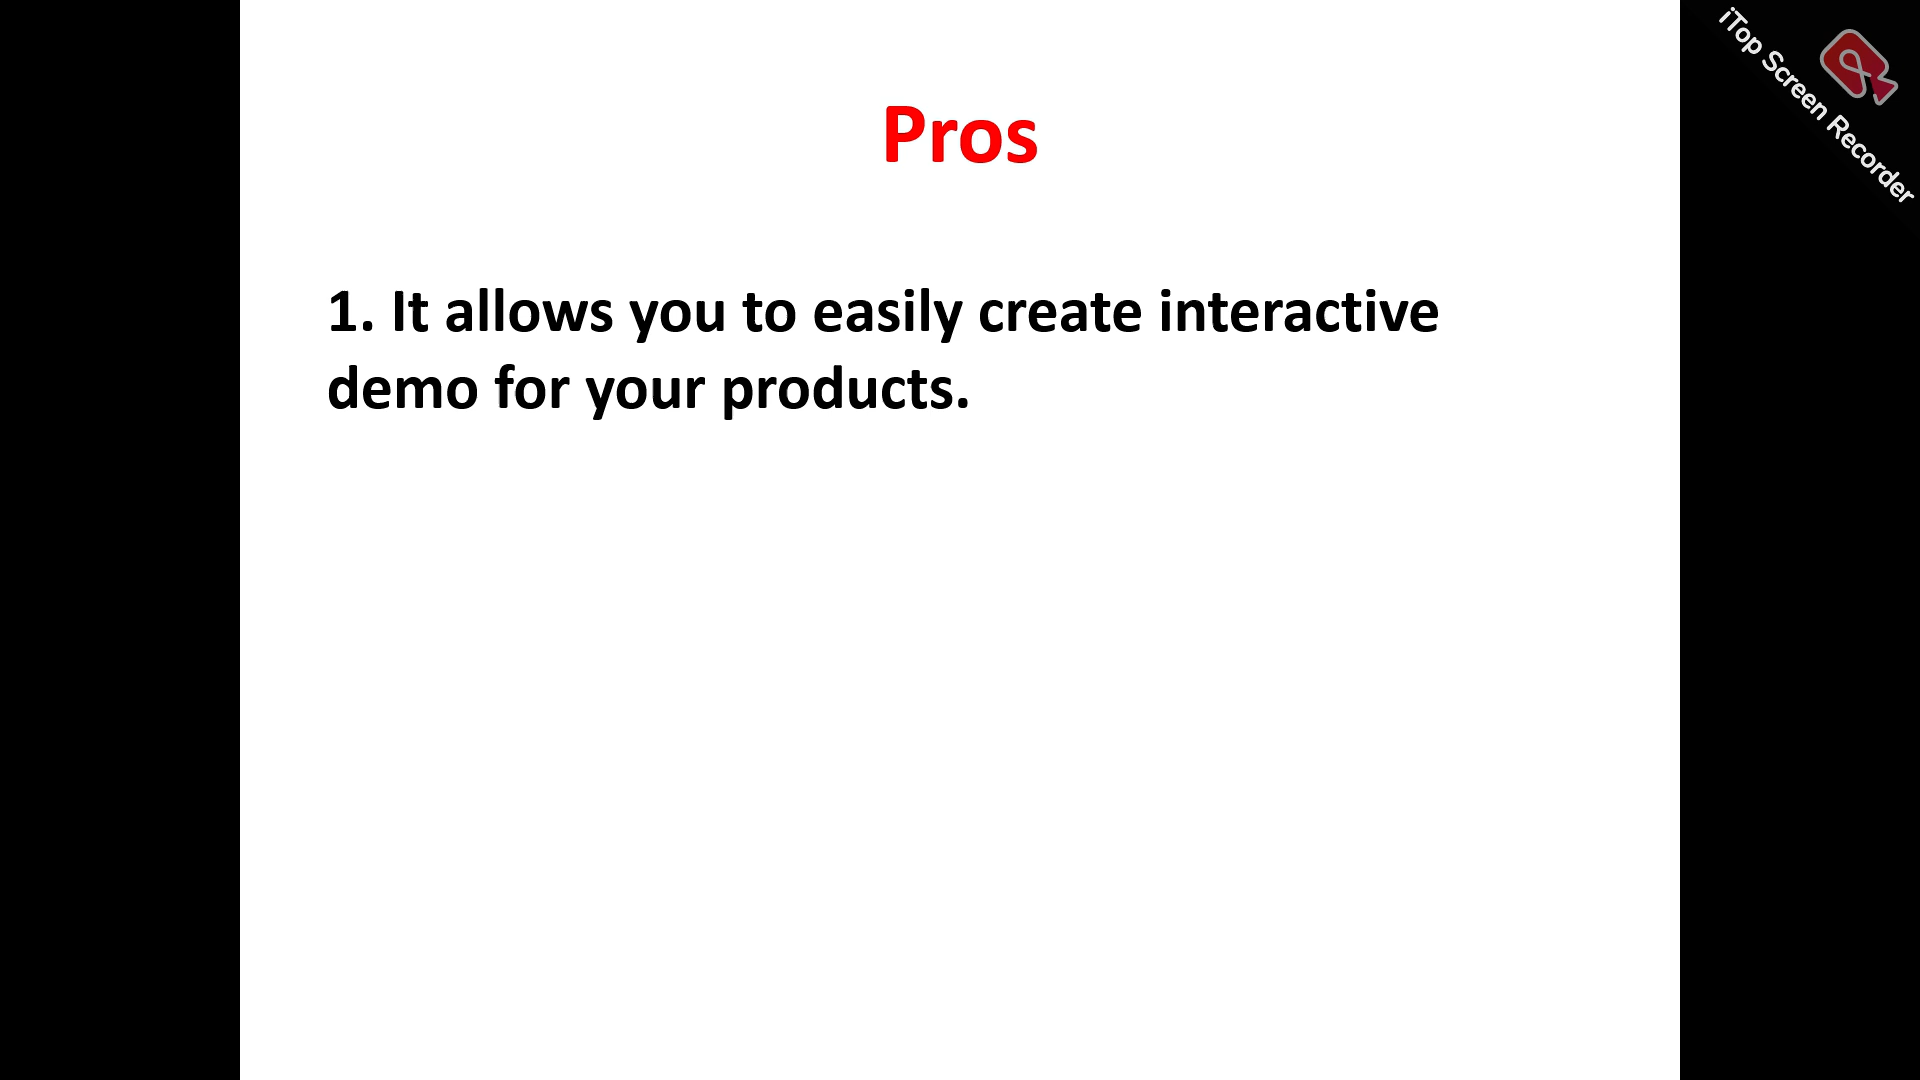 Pros
1. It allows you to easily create interactive
demo for your products.
iTop Screen Recorder